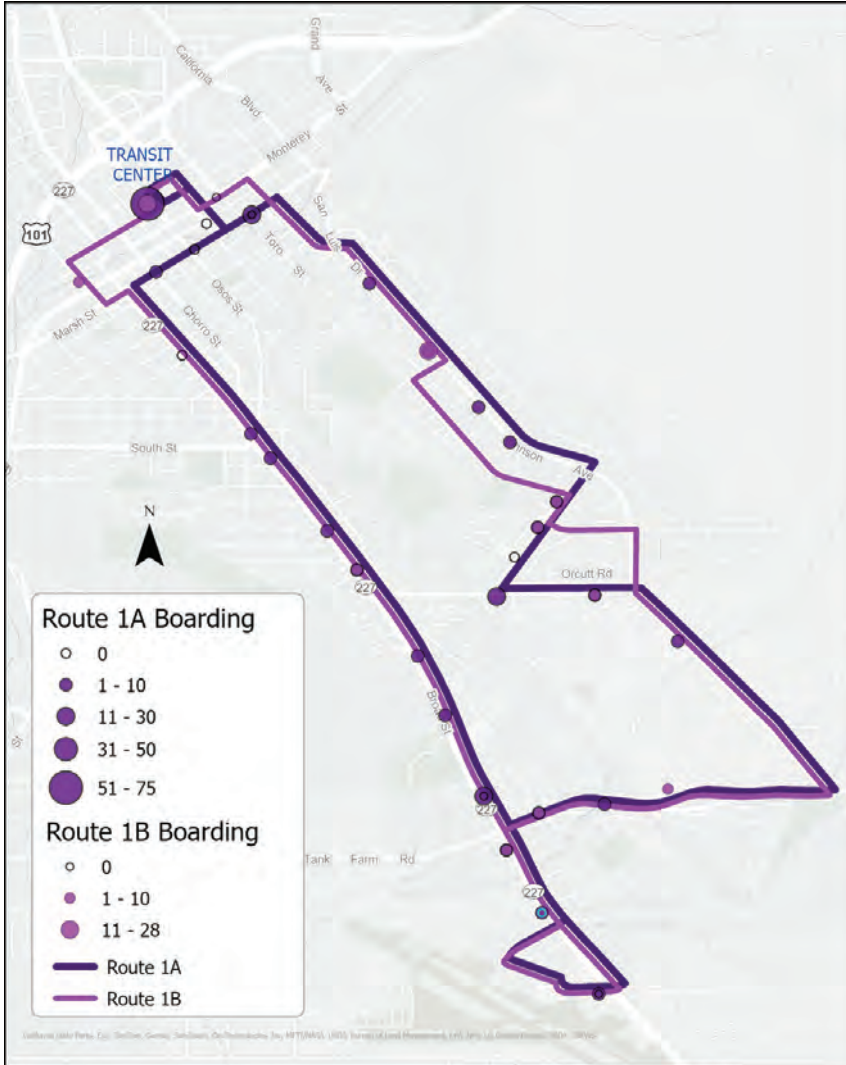 Grand
Ave
S
California
Blvd
Monterey
TRANSIT
CENTER
227
101
San Luis Dr
Toro St
Osos St
Chorro St
Marsh St
227
South St
nson
Ave
N
Orcutt Rd
227
Broad St
227
Tank Farm Rd
227
St
Route 1A Boarding
0
1 - 10
11 - 30
31 - 50
51 - 75
Route 1B Boarding
0
1 - 10
11 - 28
Route 1A
Route 1B